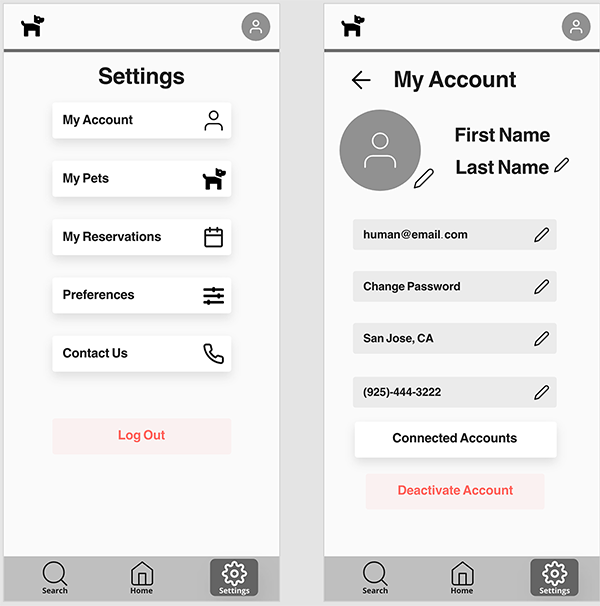 Settings
My Account
My Pets
My Reservations
Preferences
Contact Us
Log Out
Search
Home
Settings
My Account
First Name
Last Name
human@email.com
Change Password
San Jose, CA
(925)-444-3222
Connected Accounts
Deactivate Account
Search
Home
Settings